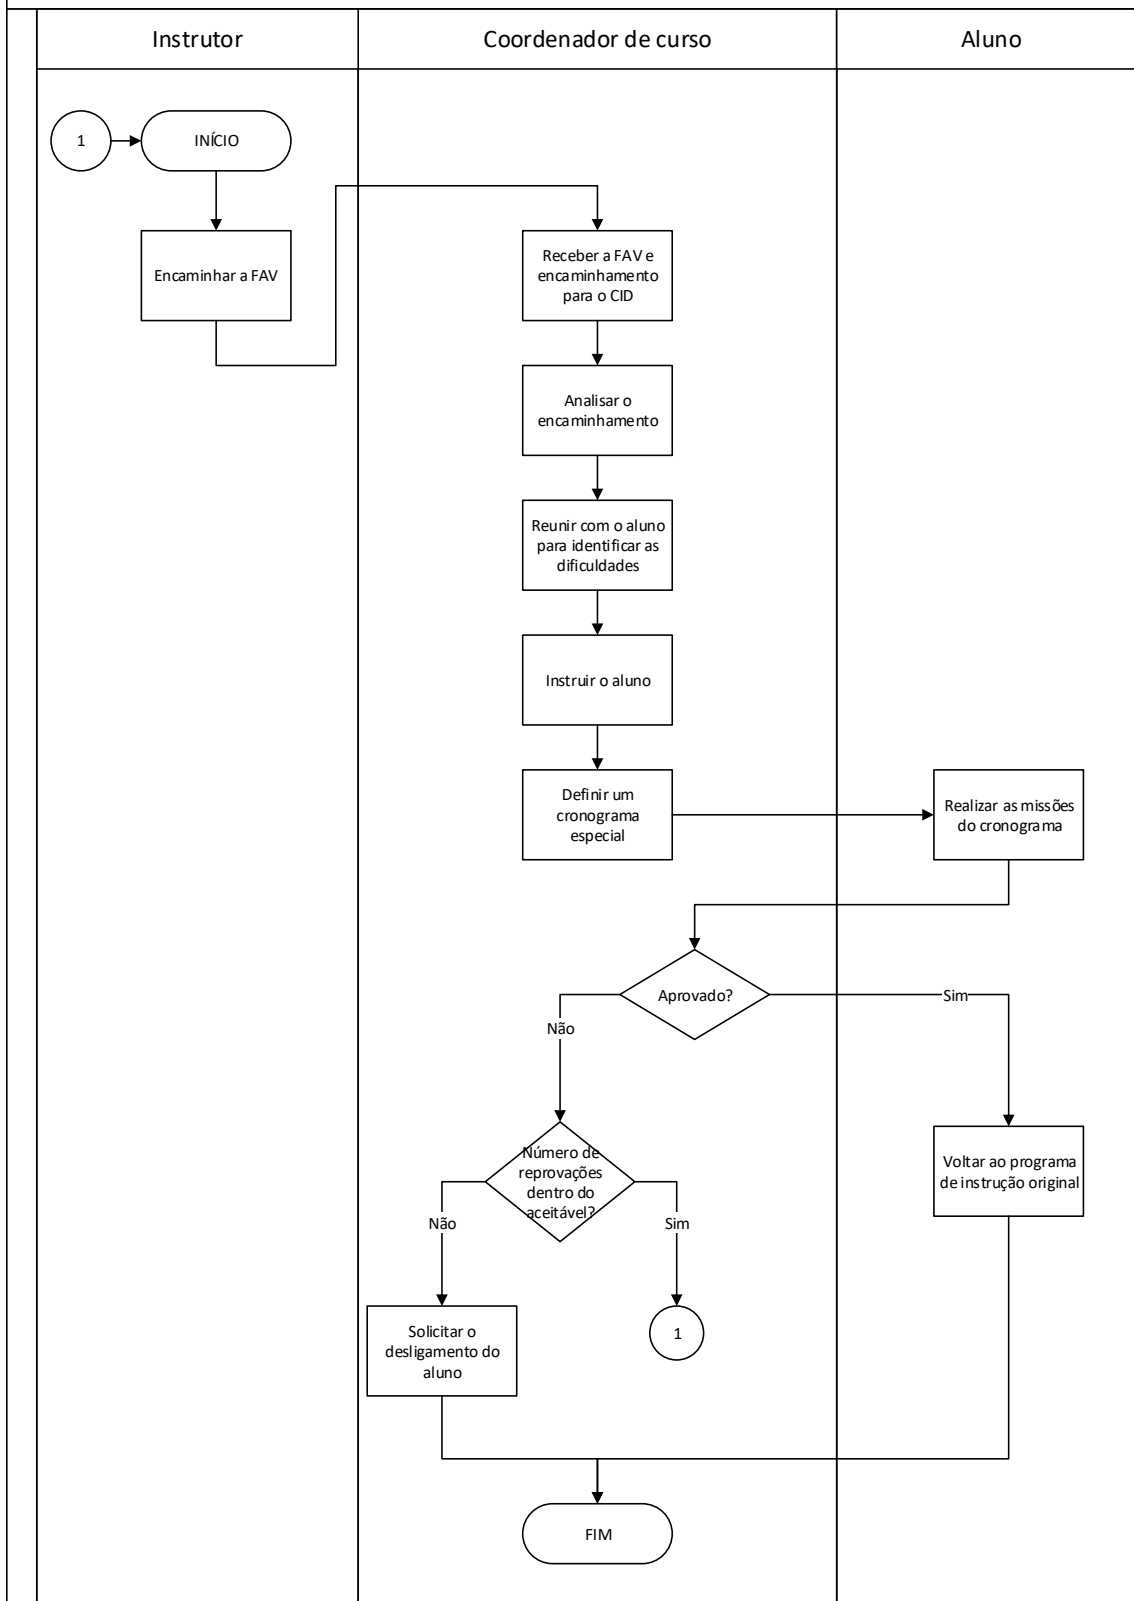 Instrutor
Coordenador de curso
Aluno
1
INÍCIO
Encaminhar a FAV
Receber a FAV e
encaminhamento
para o CID
Analisar o
encaminhamento
Reunir com o aluno
para identificar as
dificuldades
Instruir o aluno
Definir um
cronograma
especial
Realizar as missões
do cronograma
Aprovado?
Sim
Não
Número de
reprovações
dentro do
aceitável?
Voltar ao programa
de instrução original
Não
Sim
Solicitar o
desligamento do
aluno
1
FIM